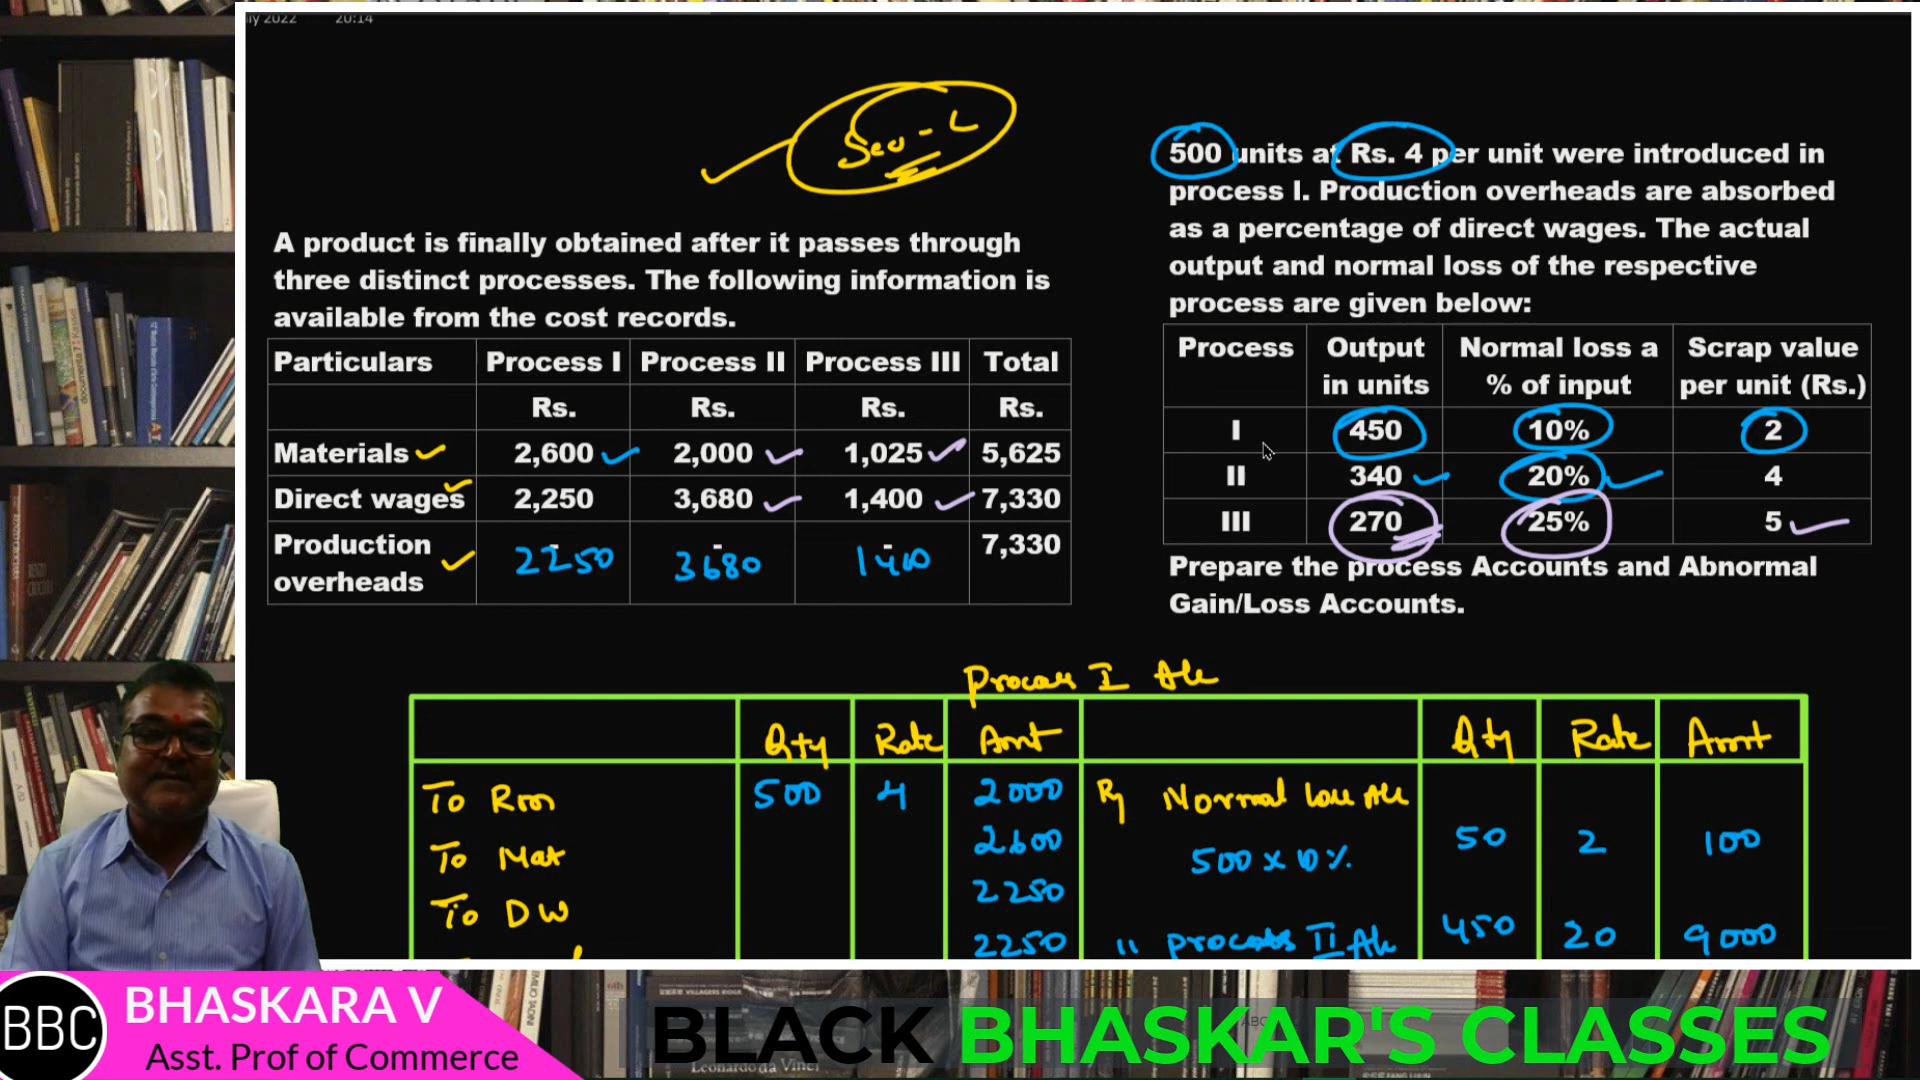 ly 2022 20:14
Sec - C
A product is finally obtained after it passes through
three distinct processes. The following information is
available from the cost records.
Particulars Process I Process II Process III Total
Rs. Rs. Rs. Rs.
Materials 2,600 2,000 1,025 5,625
Direct wages 2,250 3,680 1,400 7,330
Production overheads - - - 7,330
2250 3680 1400
500 units at Rs. 4 per unit were introduced in
process I. Production overheads are absorbed
as a percentage of direct wages. The actual
output and normal loss of the respective
process are given below:
Process Output in units Normal loss a % of input Scrap value per unit (Rs.)
I 450 10% 2
II 340 20% 4
III 270 25% 5
Prepare the process Accounts and Abnormal
Gain/Loss Accounts.
Process I A/c
Qty Rate Amt Qty Rate Amt
To Rm 500 4 2000 By Normal loss A/c
To Mat 2600 500 x 10% 50 2 100
To DW 2250
2250 " process II A/c 450 20 9000
BBC
BHASKARA V
Asst. Prof of Commerce
BLACK BHASKAR'S CLASSES
Leonardo da Vinci